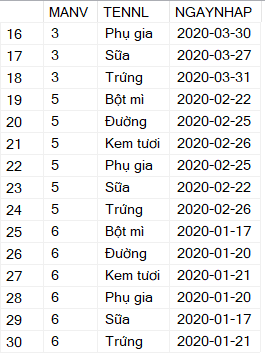 MANV TENNL NGAYNHAP
16 3 Phụ gia 2020-03-30
17 3 Sữa 2020-03-27
18 3 Trứng 2020-03-31
19 5 Bột mì 2020-02-22
20 5 Đường 2020-02-25
21 5 Kem tươi 2020-02-26
22 5 Phụ gia 2020-02-25
23 5 Sữa 2020-02-22
24 5 Trứng 2020-02-26
25 6 Bột mì 2020-01-17
26 6 Đường 2020-01-20
27 6 Kem tươi 2020-01-21
28 6 Phụ gia 2020-01-20
29 6 Sữa 2020-01-17
30 6 Trứng 2020-01-21